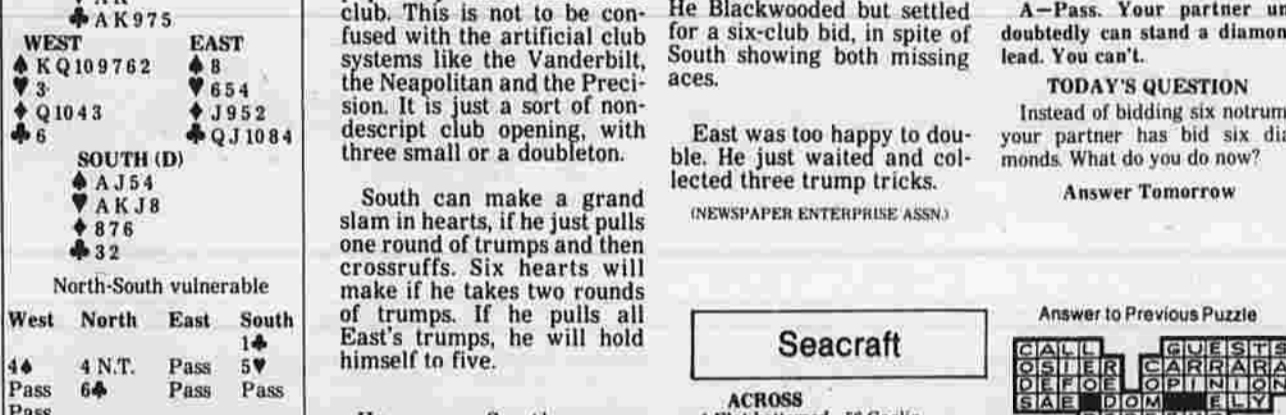 ♣ A K 9 7 5
WEST EAST
♠ K Q 10 9 7 6 2 ♠ 8
♥ 3 ♥ 6 5 4
♦ Q 10 4 3 ♦ J 9 5 2
♣ 6 ♣ Q J 10 8 4
SOUTH (D)
♠ A J 5 4
♥ A K J 8
♦ 8 7 6
♣ 3 2
North-South vulnerable
West North East South
1♣
4♠ 4 N.T. Pass 5♥
Pass 6♣ Pass Pass
Pass
club. This is not to be con-
fused with the artificial club
systems like the Vanderbilt,
the Neapolitan and the Preci-
sion. It is just a sort of non-
descript club opening, with
three small or a doubleton.
South can make a grand
slam in hearts, if he just pulls
one round of trumps and then
crossruffs. Six hearts will
make if he takes two rounds
of trumps. If he pulls all
East's trumps, he will hold
himself to five.
He Blackwooded but settled
for a six-club bid, in spite of
South showing both missing
aces.
East was too happy to dou-
ble. He just waited and col-
lected three trump tricks.
(NEWSPAPER ENTERPRISE ASSN.)
A—Pass. Your partner un
doubtedly can stand a diamon
lead. You can't.
TODAY'S QUESTION
Instead of bidding six notrum
your partner has bid six dia
monds. What do you do now?
Answer Tomorrow
Seacraft
ACROSS
Answer to Previous Puzzle
CALL GUESTS
OSIER CARRARA
DEFOE OPINION
SAE DOM ELY